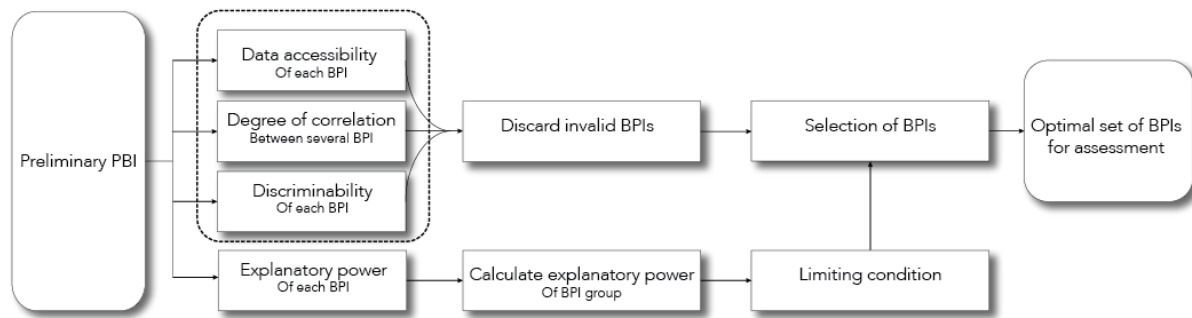 Preliminary PBI
Data accessibility
Of each BPI
Degree of correlation
Between several BPI
Discriminability
Of each BPI
Explanatory power
Of each BPI
Discard invalid BPIs
Calculate explanatory power
Of BPI group
Selection of BPIs
Limiting condition
Optimal set of BPIs
for assessment